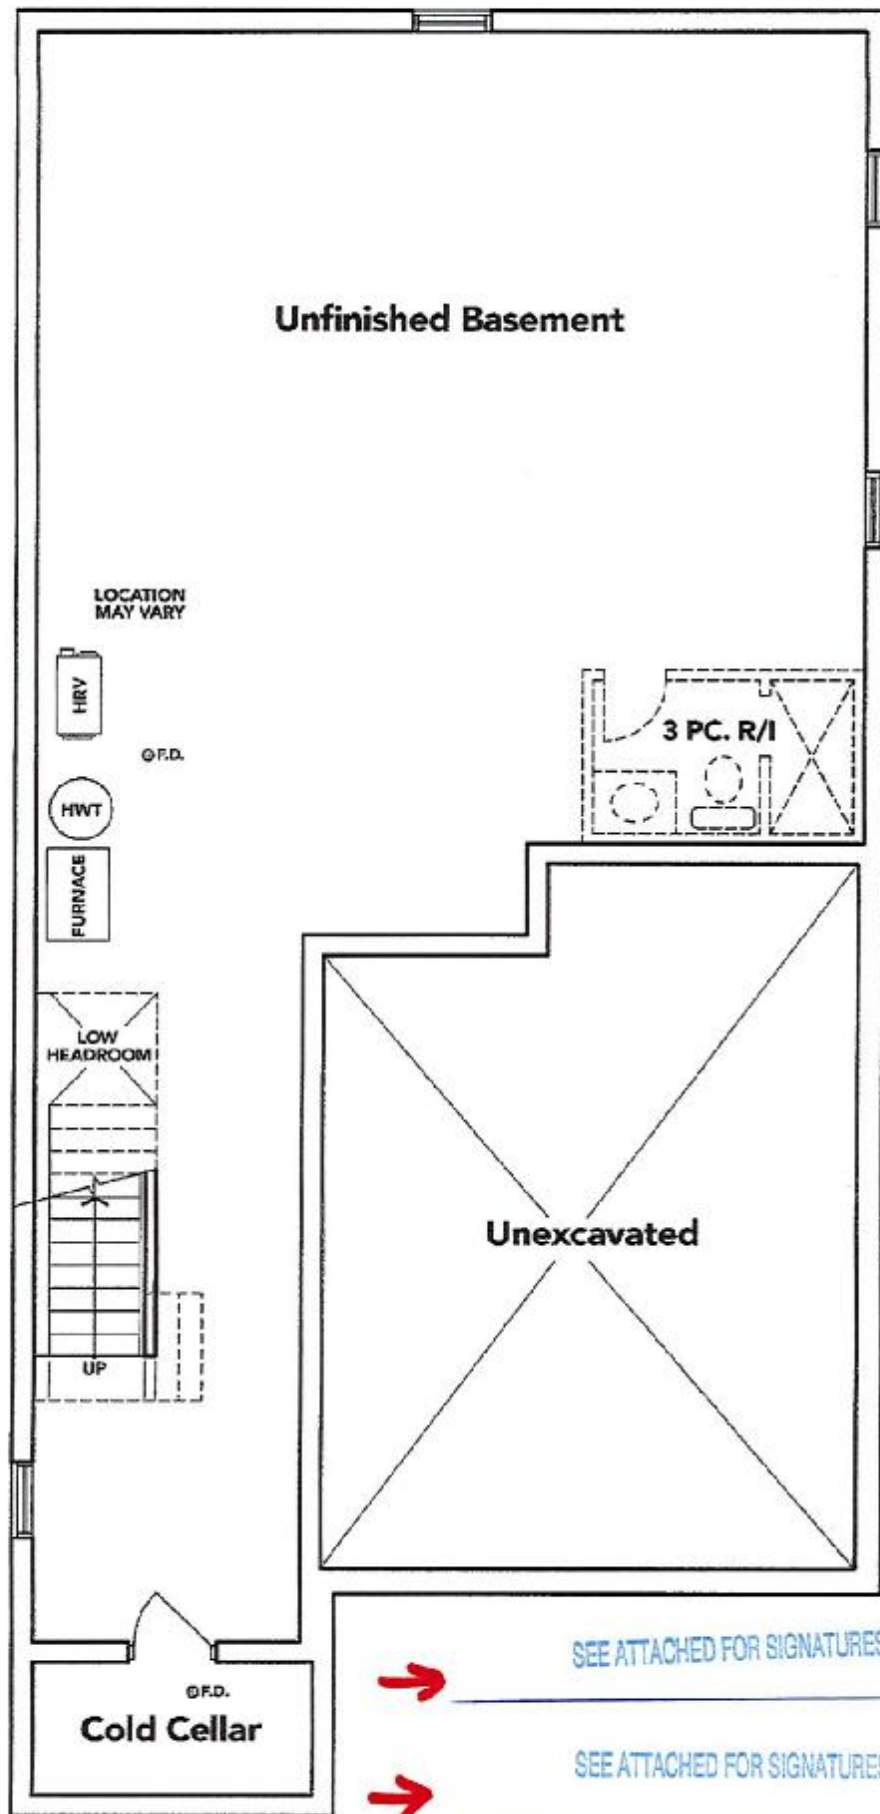 Unfinished Basement
LOCATION
MAY VARY
HRV
F.D.
3 PC. R/I
HWT
FURNACE
LOW
HEADROOM
Unexcavated
UP
SEE ATTACHED FOR SIGNATURES
F.D.
Cold Cellar
SEE ATTACHED FOR SIGNATURES